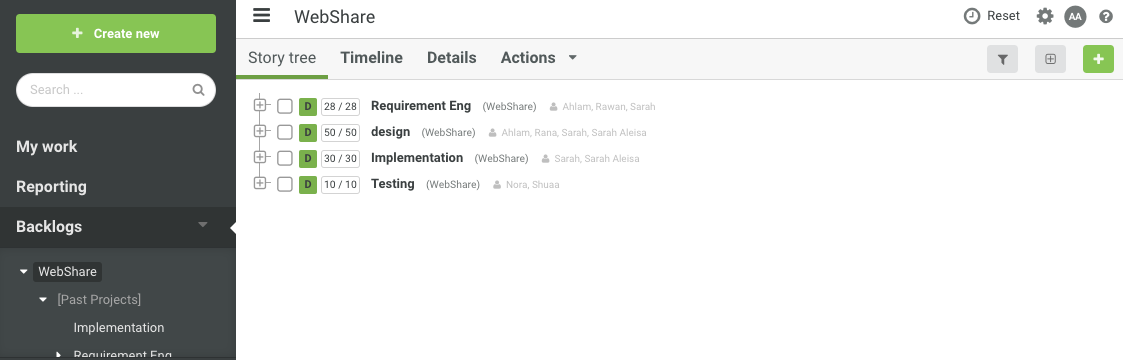 Create new
Search ...
My work
Reporting
Backlogs
WebShare
[Past Projects]
Implementation
Requirement Eng
WebShare
Reset
AA
?
Story tree Timeline Details Actions
D 28 / 28 Requirement Eng (WebShare) Ahlam, Rawan, Sarah
D 50 / 50 design (WebShare) Ahlam, Rana, Sarah, Sarah Aleisa
D 30 / 30 Implementation (WebShare) Sarah, Sarah Aleisa
D 10 / 10 Testing (WebShare) Nora, Shuaa